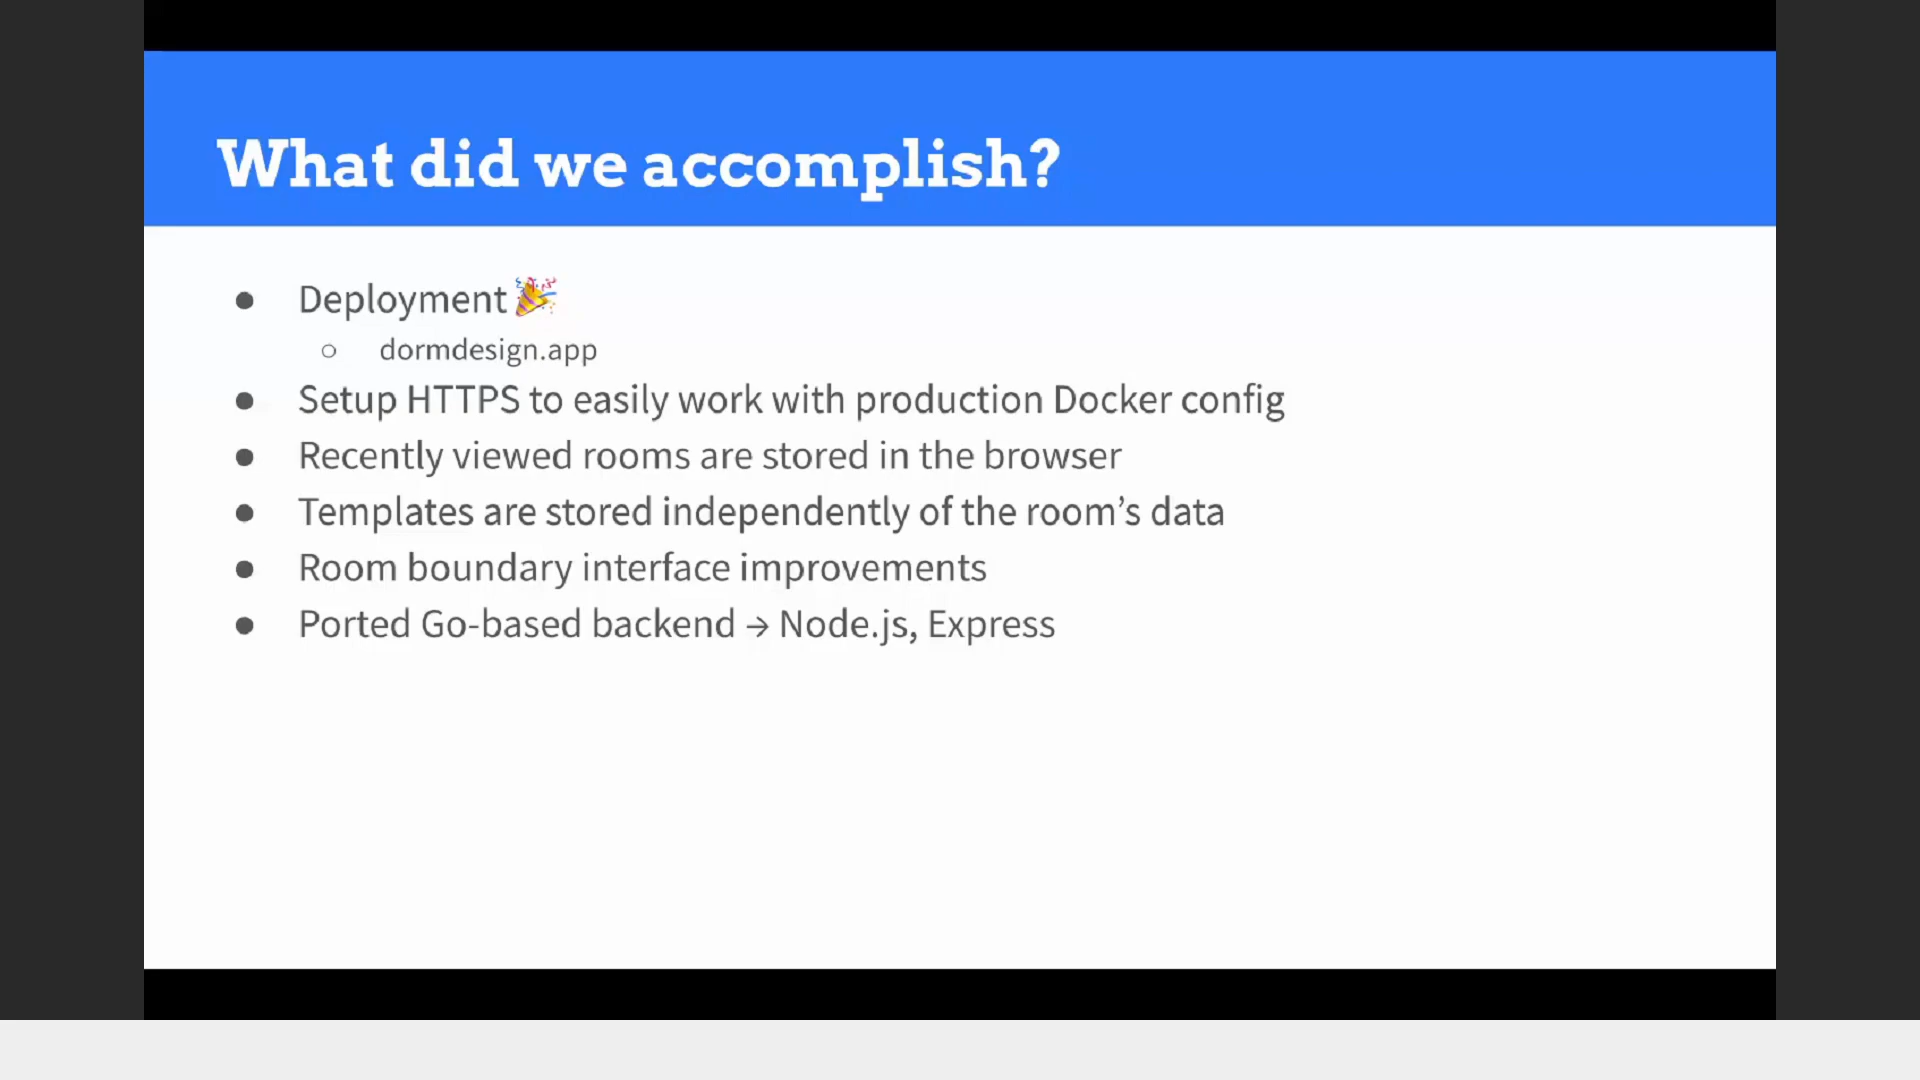 What did we accomplish?
● Deployment 🎉
○ dormdesign.app
● Setup HTTPS to easily work with production Docker config
● Recently viewed rooms are stored in the browser
● Templates are stored independently of the room’s data
● Room boundary interface improvements
● Ported Go-based backend → Node.js, Express